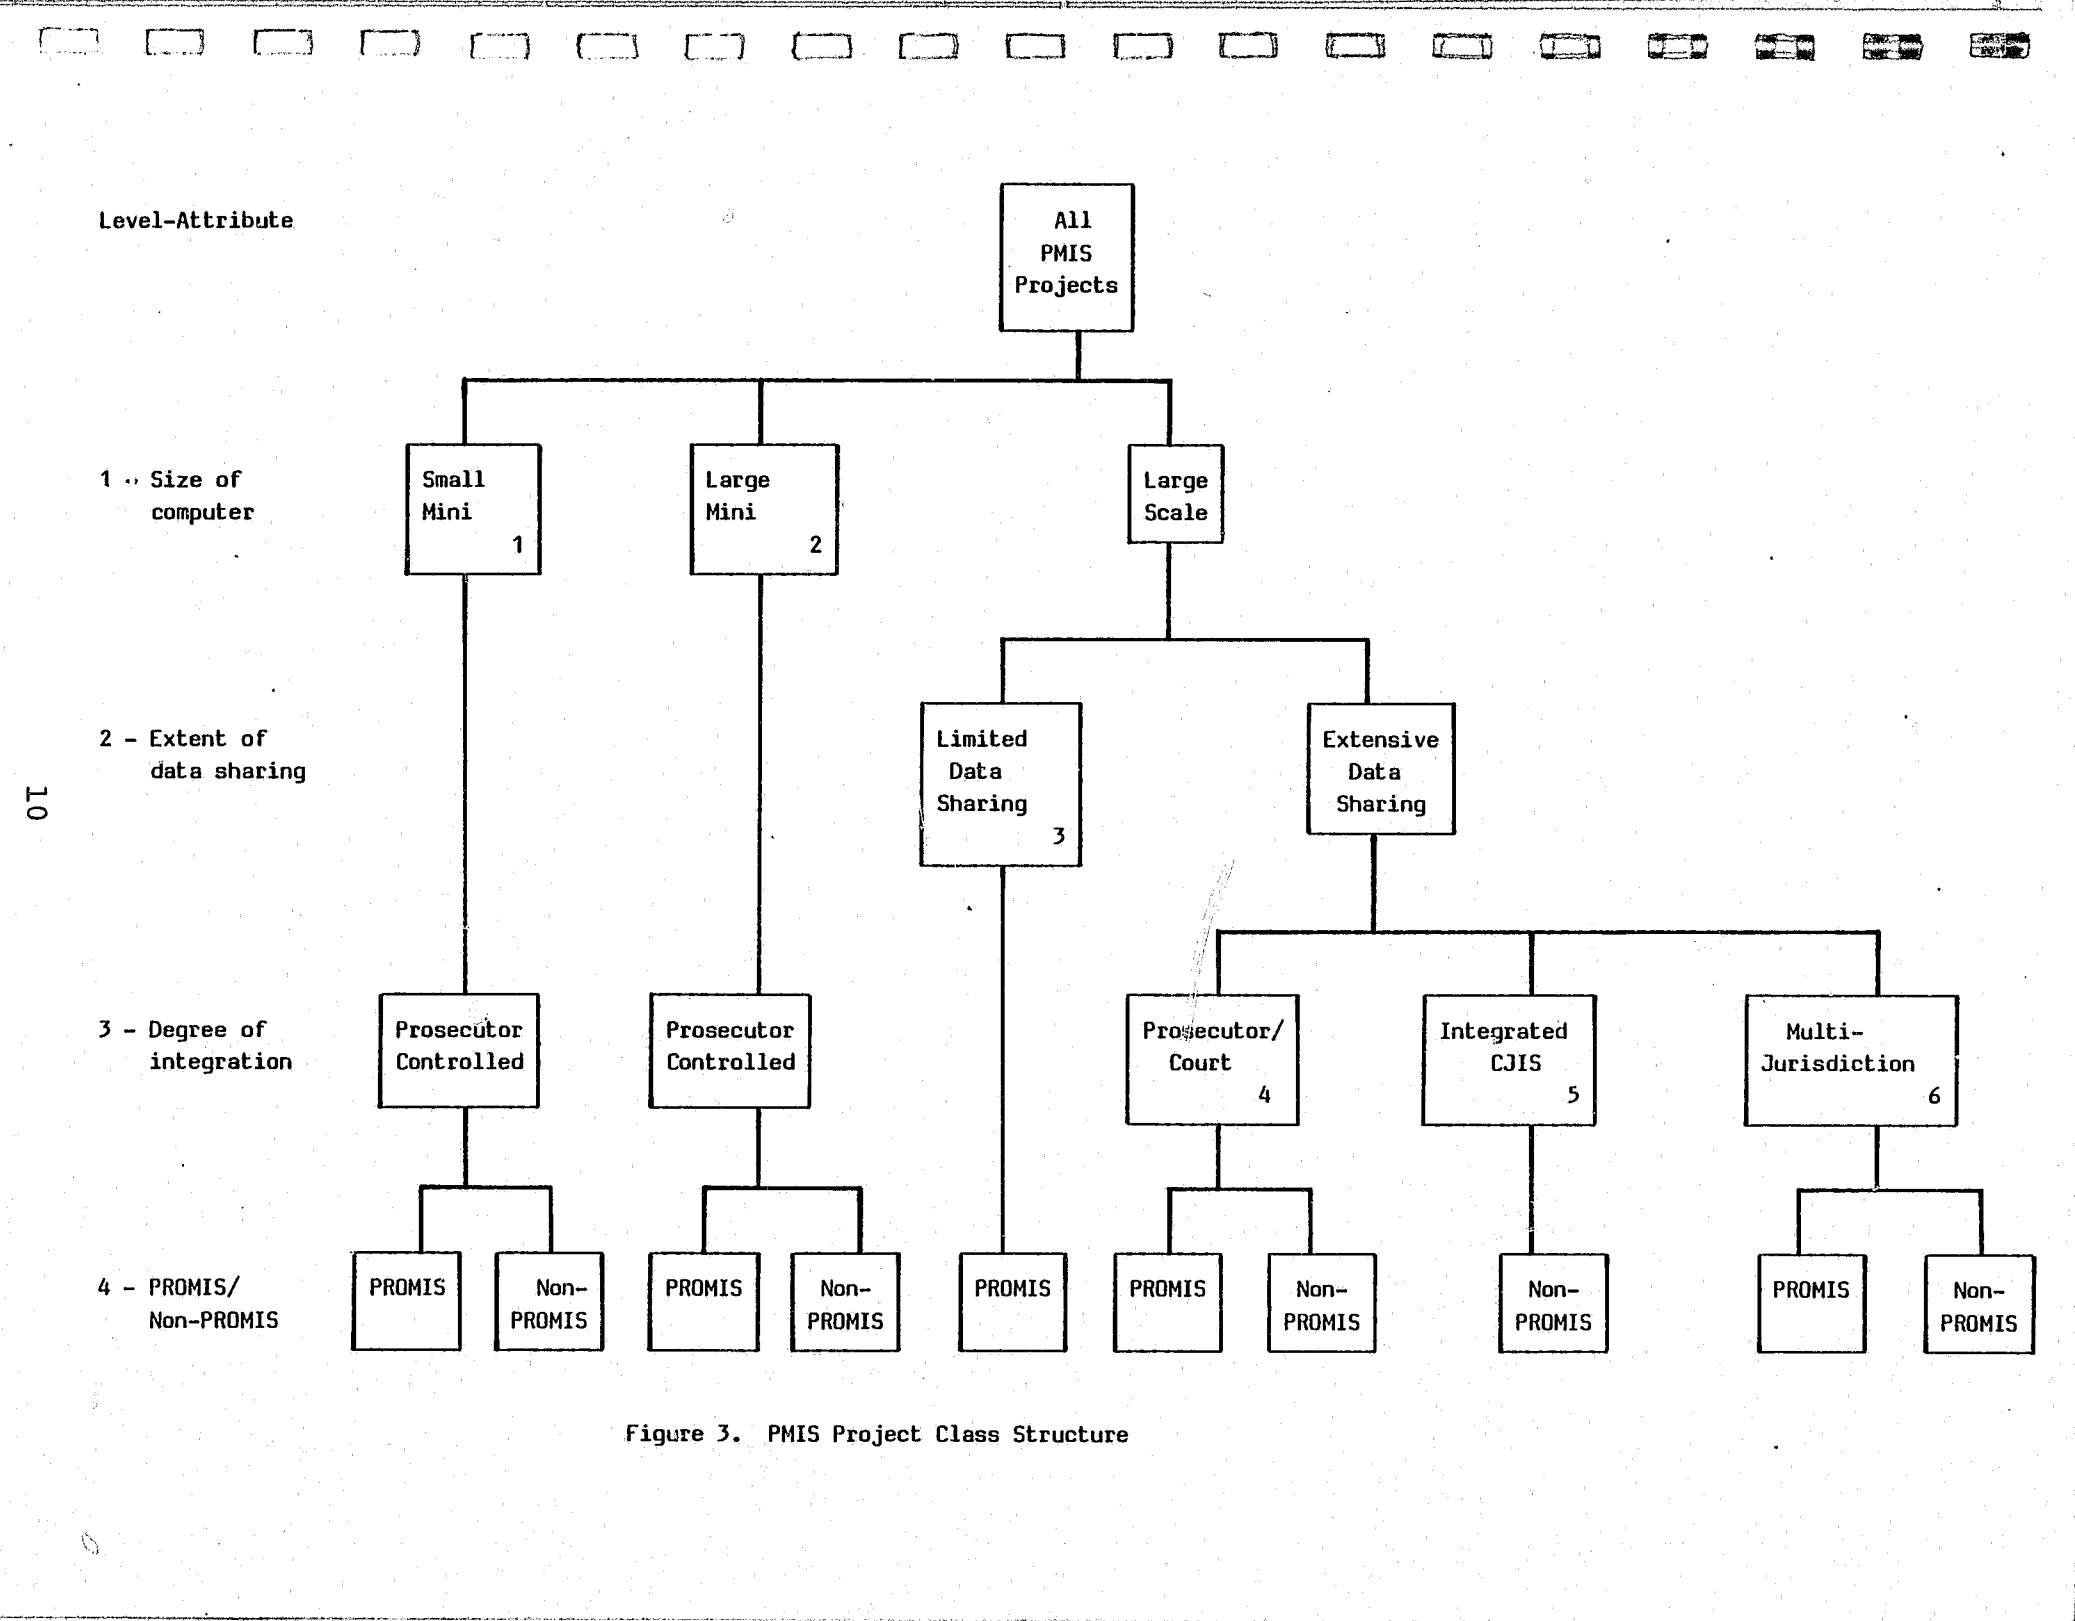 Level-Attribute
All
PMIS
Projects
1 - Size of
computer
Small
Mini
1
Large
Mini
2
Large
Scale
2 - Extent of
data sharing
Limited
Data
Sharing
3
Extensive
Data
Sharing
10
3 - Degree of
integration
Prosecutor
Controlled
Prosecutor
Controlled
Prosecutor/
Court
4
Integrated
CJIS
5
Multi-
Jurisdiction
6
4 - PROMIS/
Non-PROMIS
PROMIS
Non-
PROMIS
PROMIS
Non-
PROMIS
PROMIS
PROMIS
Non-
PROMIS
Non-
PROMIS
PROMIS
Non-
PROMIS
Figure 3. PMIS Project Class Structure